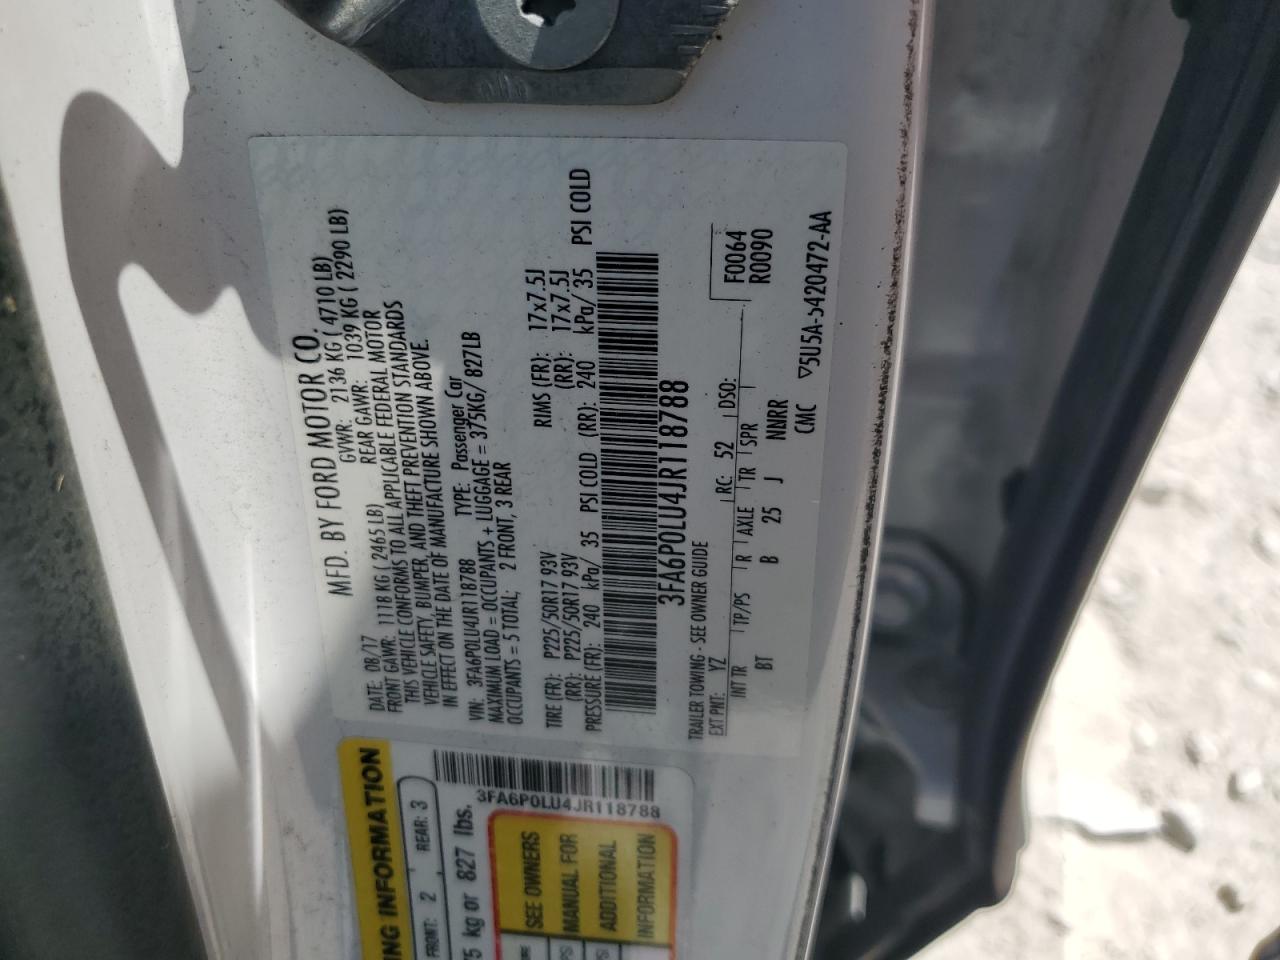 MFD. BY FORD MOTOR CO.
DATE: 08/17 GVWR: 2136 KG ( 4710 LB)
FRONT GAWR: 1118 KG ( 2465 LB) REAR GAWR: 1039 KG ( 2290 LB)
THIS VEHICLE CONFORMS TO ALL APPLICABLE FEDERAL MOTOR
VEHICLE SAFETY, BUMPER, AND THEFT PREVENTION STANDARDS
IN EFFECT ON THE DATE OF MANUFACTURE SHOWN ABOVE.
VIN: 3FA6P0LU4JR118788 TYPE: Passenger Car
MAXIMUM LOAD = OCCUPANTS + LUGGAGE = 375KG/ 827LB
OCCUPANTS = 5 TOTAL; 2 FRONT, 3 REAR
TIRE (FR): P225/50R17 93V RIMS (FR): 17x7.5J
(RR): P225/50R17 93V (RR): 17x7.5J
PRESSURE (FR): 240 kPa/ 35 PSI COLD (RR): 240 kPa/ 35 PSI COLD
3FA6P0LU4JR118788
F0064
R0090
TRAILER TOWING - SEE OWNER GUIDE
EXT PNT: YZ RC: 52 DSO:
INT TR TP/PS R AXLE TR SPR
BT B 25 J NNRR
CMC 5U5A-5420472-AA
ING INFORMATION
FRONT: 2 REAR: 3
5 kg or 827 lbs.
3FA6P0LU4JR118788
SEE OWNERS
MANUAL FOR
ADDITIONAL
INFORMATION